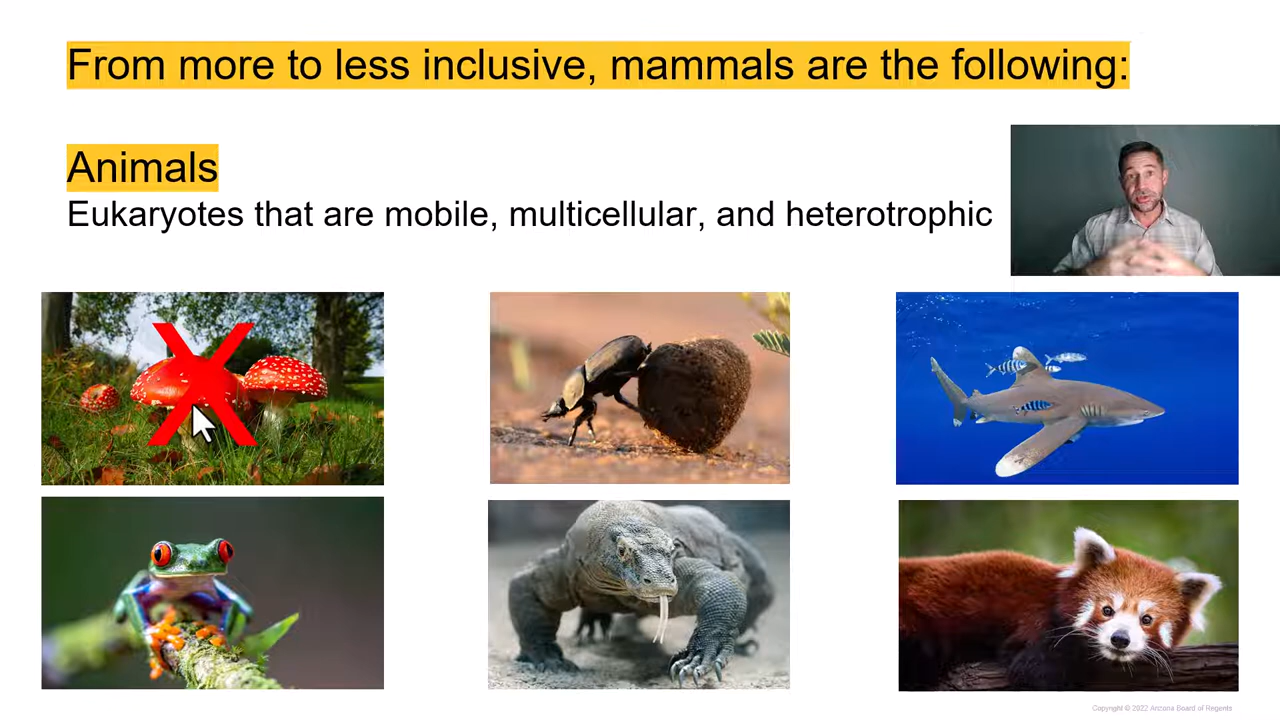 From more to less inclusive, mammals are the following:
Animals
Eukaryotes that are mobile, multicellular, and heterotrophic
Copyright © 2022 Arizona Board of Regents